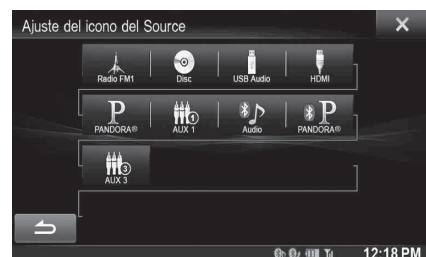 Ajuste del icono del Source
Radio FM1 Disc USB Audio HDMI
PANDORA® AUX 1 Audio PANDORA®
AUX 3
12:18 PM